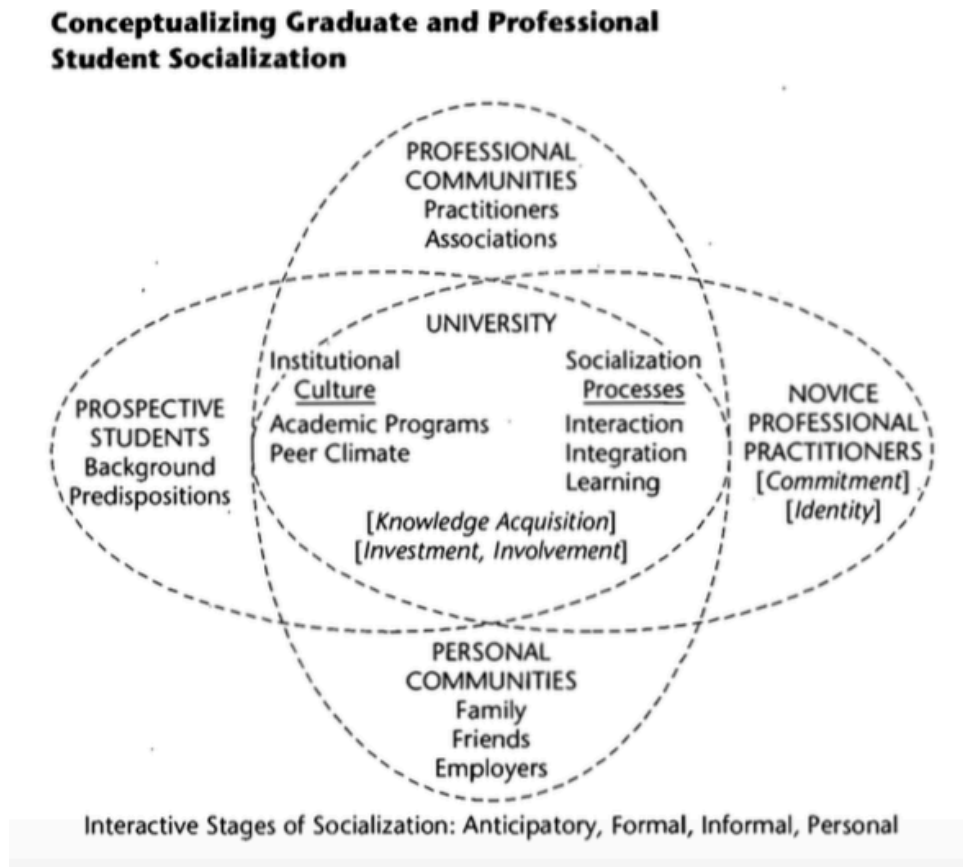 Conceptualizing Graduate and Professional
Student Socialization
PROFESSIONAL
COMMUNITIES
Practitioners
Associations
UNIVERSITY
Institutional
Culture
Academic Programs
Peer Climate
Socialization
Processes
Interaction
Integration
Learning
[Knowledge Acquisition]
[Investment, Involvement]
PROSPECTIVE
STUDENTS
Background
Predispositions
NOVICE
PROFESSIONAL
PRACTITIONERS
[Commitment]
[Identity]
PERSONAL
COMMUNITIES
Family
Friends
Employers
Interactive Stages of Socialization: Anticipatory, Formal, Informal, Personal